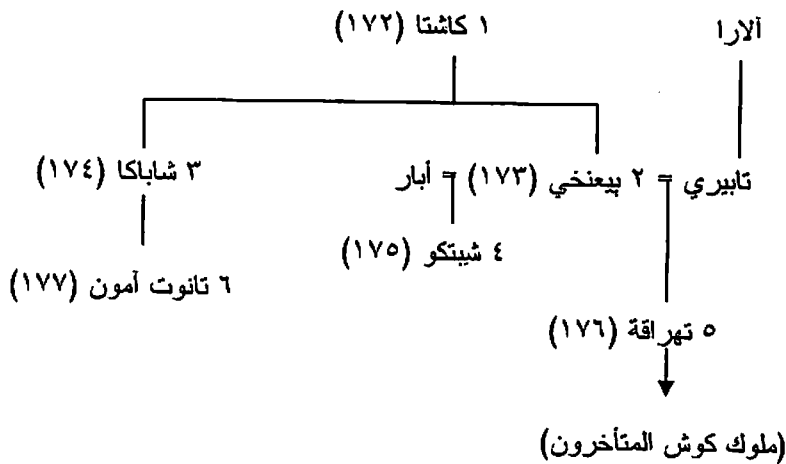 آلارا
١ كاشتا (١٧٢)
تابيري = ٢ بيعنخي (١٧٣) = أبار
٣ شاباكا (١٧٤)
٤ شيبتكو (١٧٥)
٦ تانوت آمون (١٧٧)
٥ تهراقة (١٧٦)
(ملوك كوش المتأخرون)